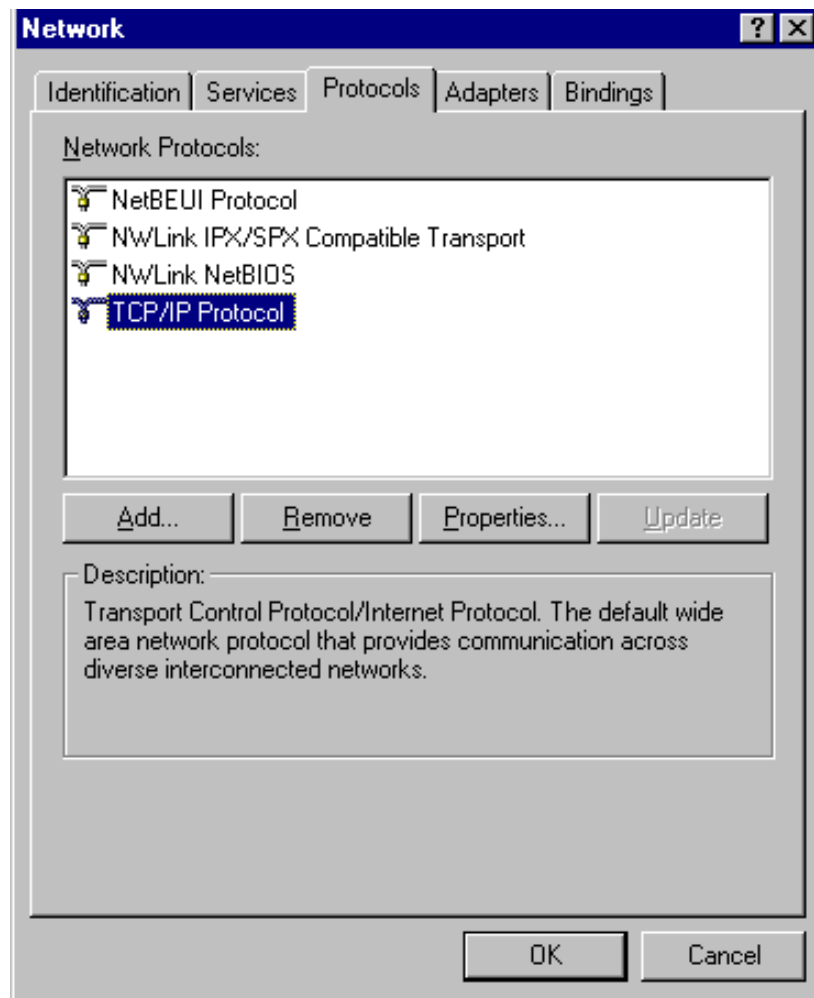 Network
Identification Services Protocols Adapters Bindings
Network Protocols:
NetBEUI Protocol
NWLink IPX/SPX Compatible Transport
NWLink NetBIOS
TCP/IP Protocol
Add... Remove Properties... Update
Description:
Transport Control Protocol/Internet Protocol. The default wide
area network protocol that provides communication across
diverse interconnected networks.
OK Cancel